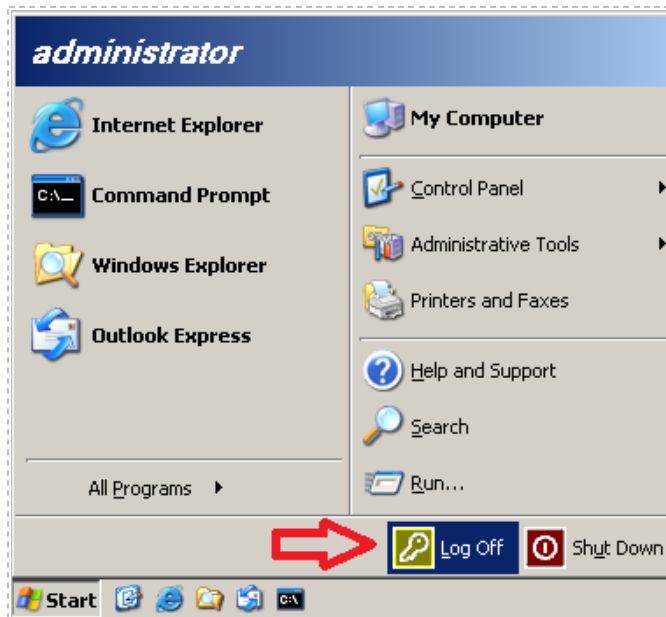 administrator
Internet Explorer
Command Prompt
Windows Explorer
Outlook Express
All Programs
My Computer
Control Panel
Administrative Tools
Printers and Faxes
Help and Support
Search
Run...
Log Off
Shut Down
Start